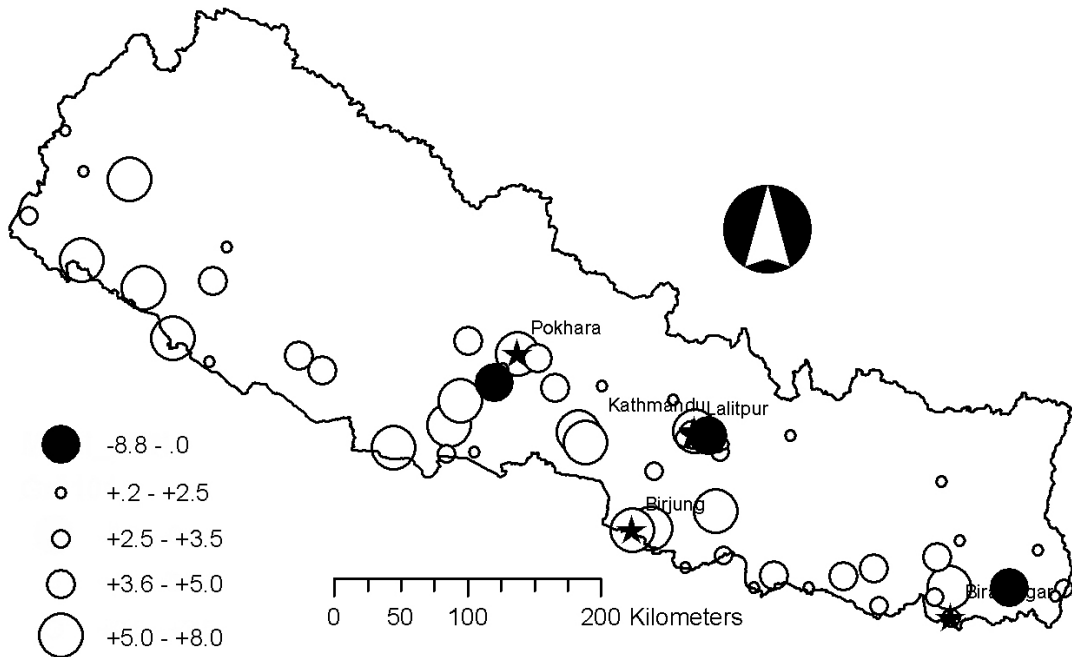 Pokhara
Kathmandu
Lalitpur
Birjung
-8.8 - .0
+.2 - +2.5
+2.5 - +3.5
+3.6 - +5.0
+5.0 - +8.0
0 50 100 200 Kilometers